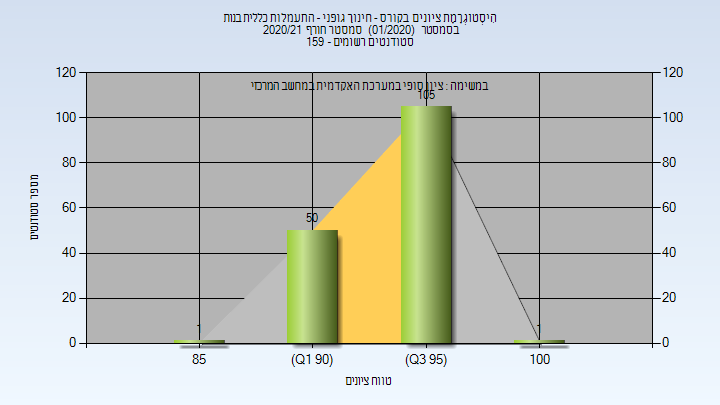 היסטוגרמת ציונים בקורס - חינוך גופני - התעמלות כללית בנות
בסמסטר (01/2020) סמסטר חורף 2020/21
סטודנטים רשומים - 159
במשימה : ציון סופי במערכת האקדמית במחשב המרכזי
120 120
100 100
80 80
60 60
40 40
20 20
0 0
1 50 105 1
85 (Q1 90) (Q3 95) 100
מספר סטודנטים
טווח ציונים